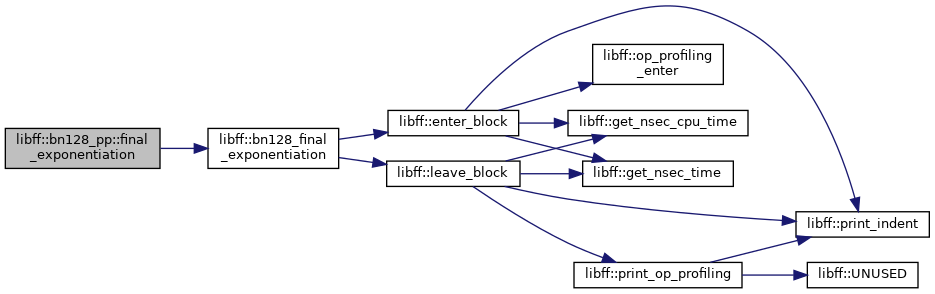 libff::bn128_pp::final
_exponentiation
libff::bn128_final
_exponentiation
libff::enter_block
libff::leave_block
libff::op_profiling
_enter
libff::get_nsec_cpu_time
libff::get_nsec_time
libff::print_indent
libff::print_op_profiling
libff::UNUSED